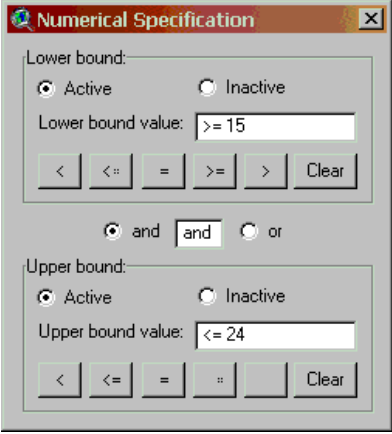 Numerical Specification
Lower bound:
Active Inactive
Lower bound value: >= 15
< <= = >= > Clear
and and or
Upper bound:
Active Inactive
Upper bound value: <= 24
< <= = Clear